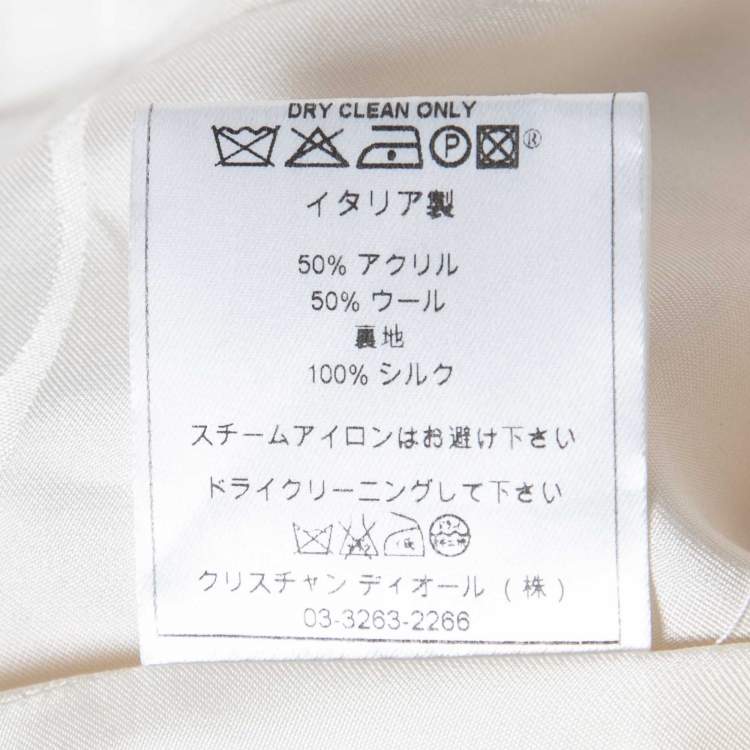 DRY CLEAN ONLY
P ®
イタリア製
50% アクリル
50% ウール
裏地
100% シルク
スチームアイロンはお避け下さい
ドライクリーニングして下さい
クリスチャン ディオール (株)
03-3263-2266